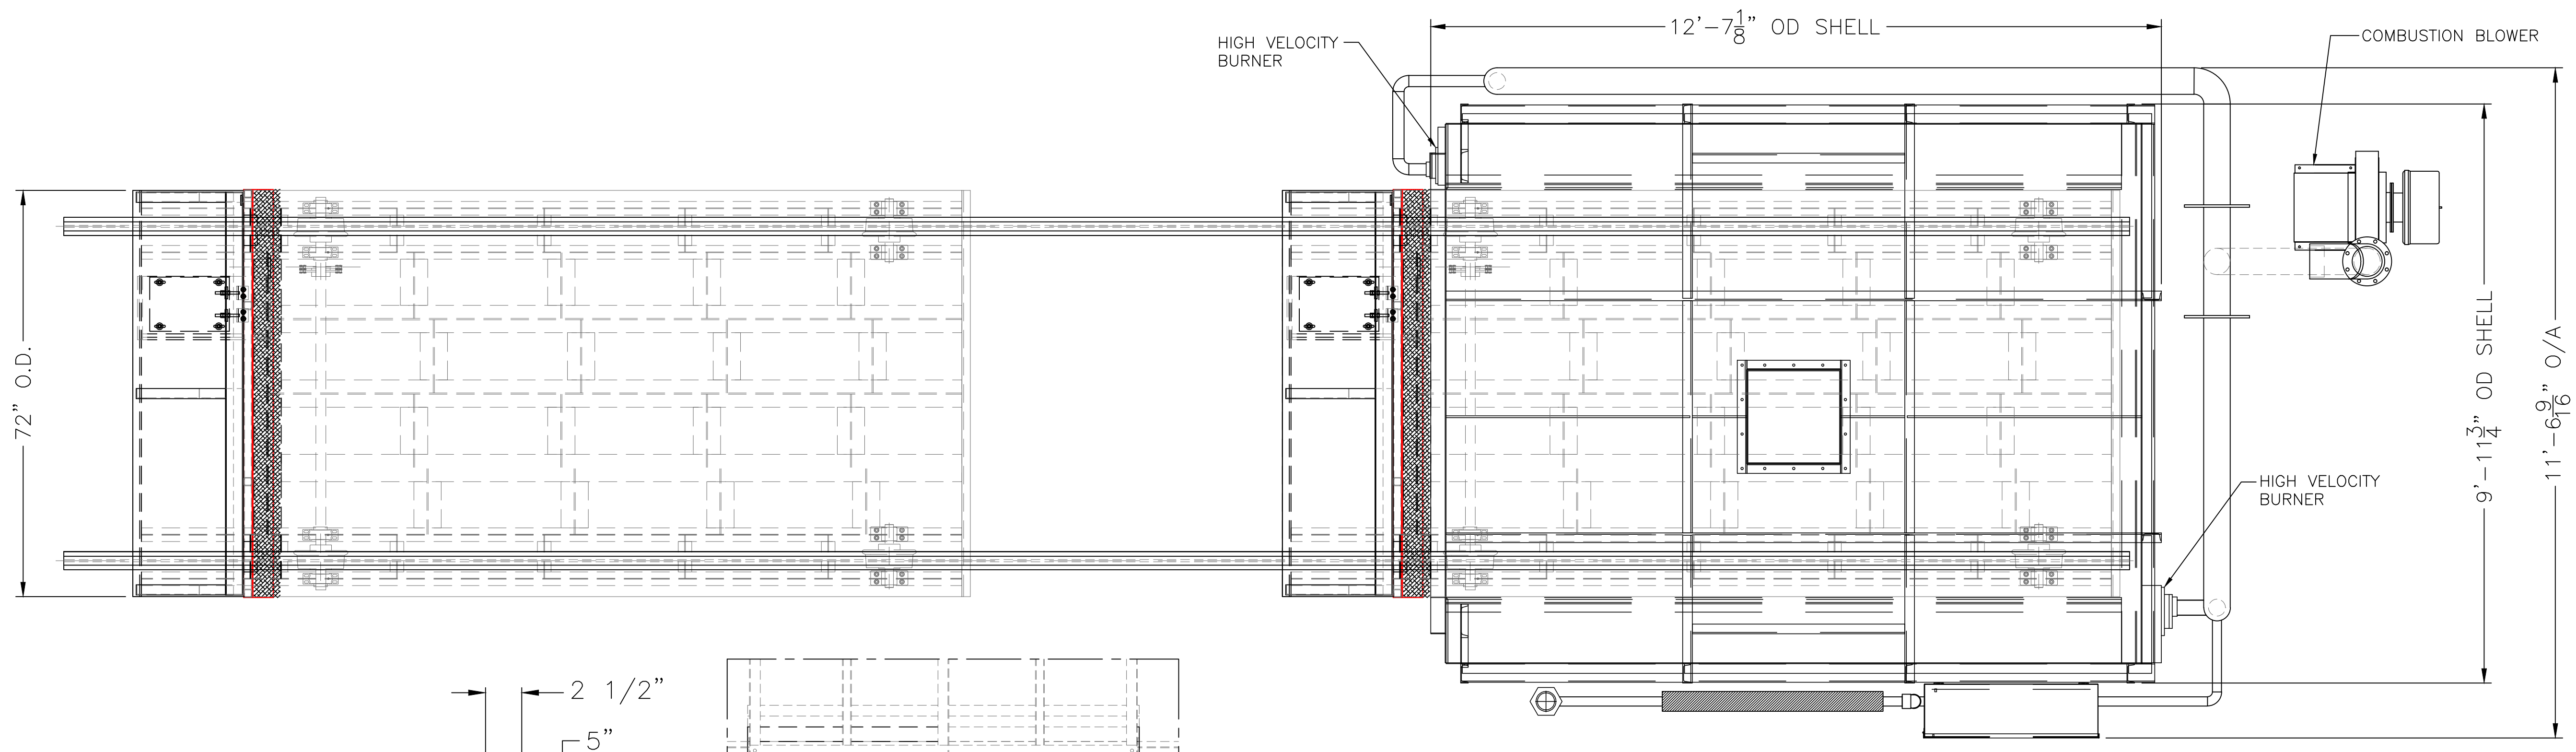 12'-7 1/8" OD SHELL
HIGH VELOCITY
BURNER
COMBUSTION BLOWER
72" O.D.
9'-11 3/4" OD SHELL
11'-6 9/16" O/A
HIGH VELOCITY
BURNER
2 1/2"
5"